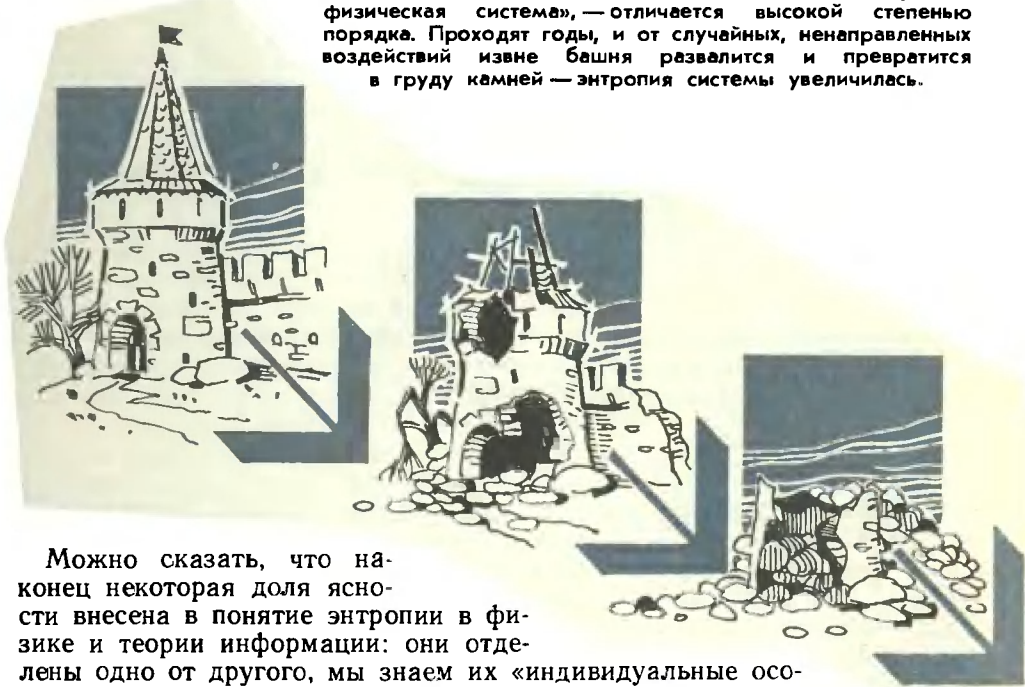 физическая система», — отличается высокой степенью
порядка. Проходят годы, и от случайных, ненаправленных
воздействий извне башня развалится и превратится
в груду камней — энтропия системы увеличилась.
Можно сказать, что на-
конец некоторая доля ясно-
сти внесена в понятие энтропии в фи-
зике и теории информации: они отде-
лены одно от другого, мы знаем их «индивидуальные осо-